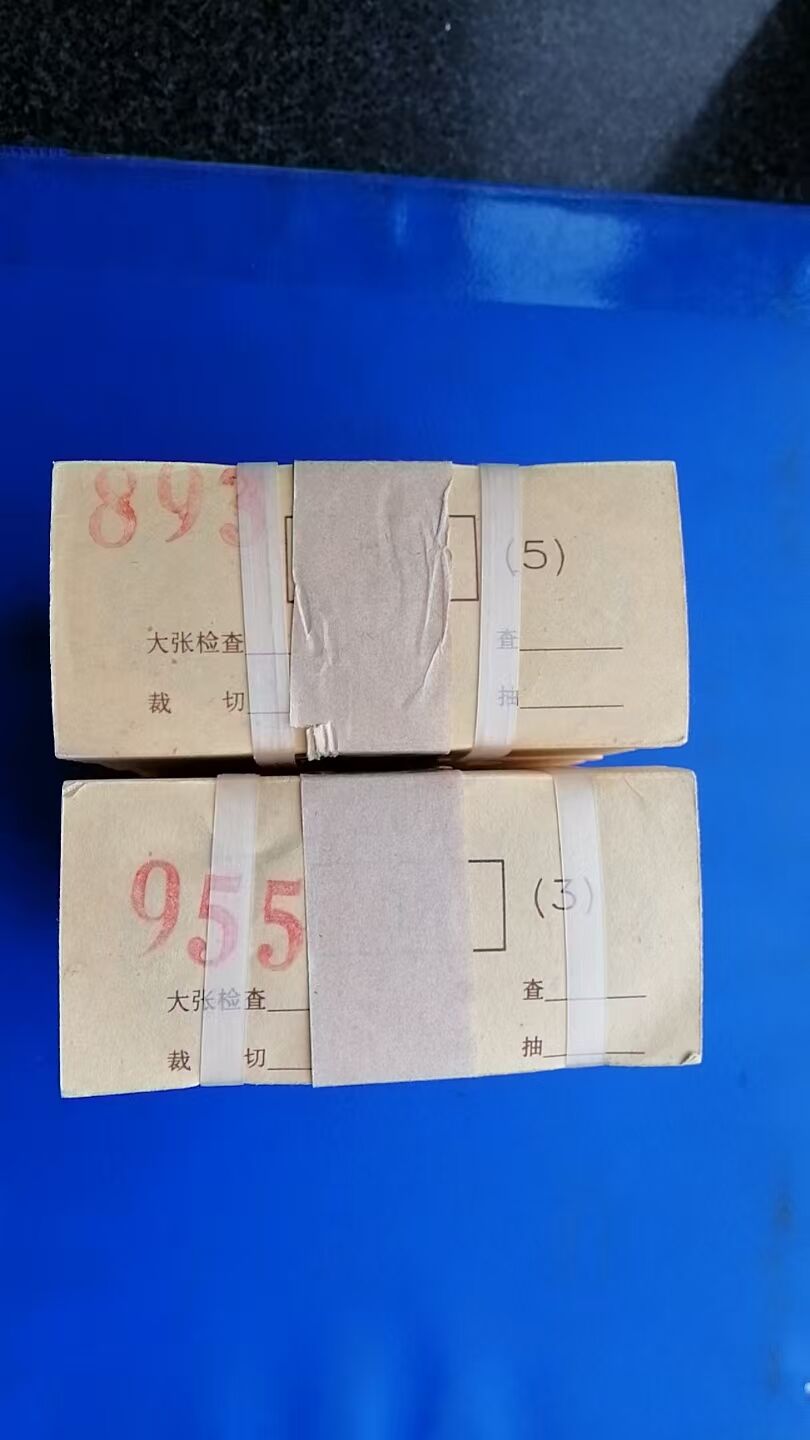 893
(5)
大张检查 查
裁 切 抽
955
(3)
大张检查 查
裁 切 抽